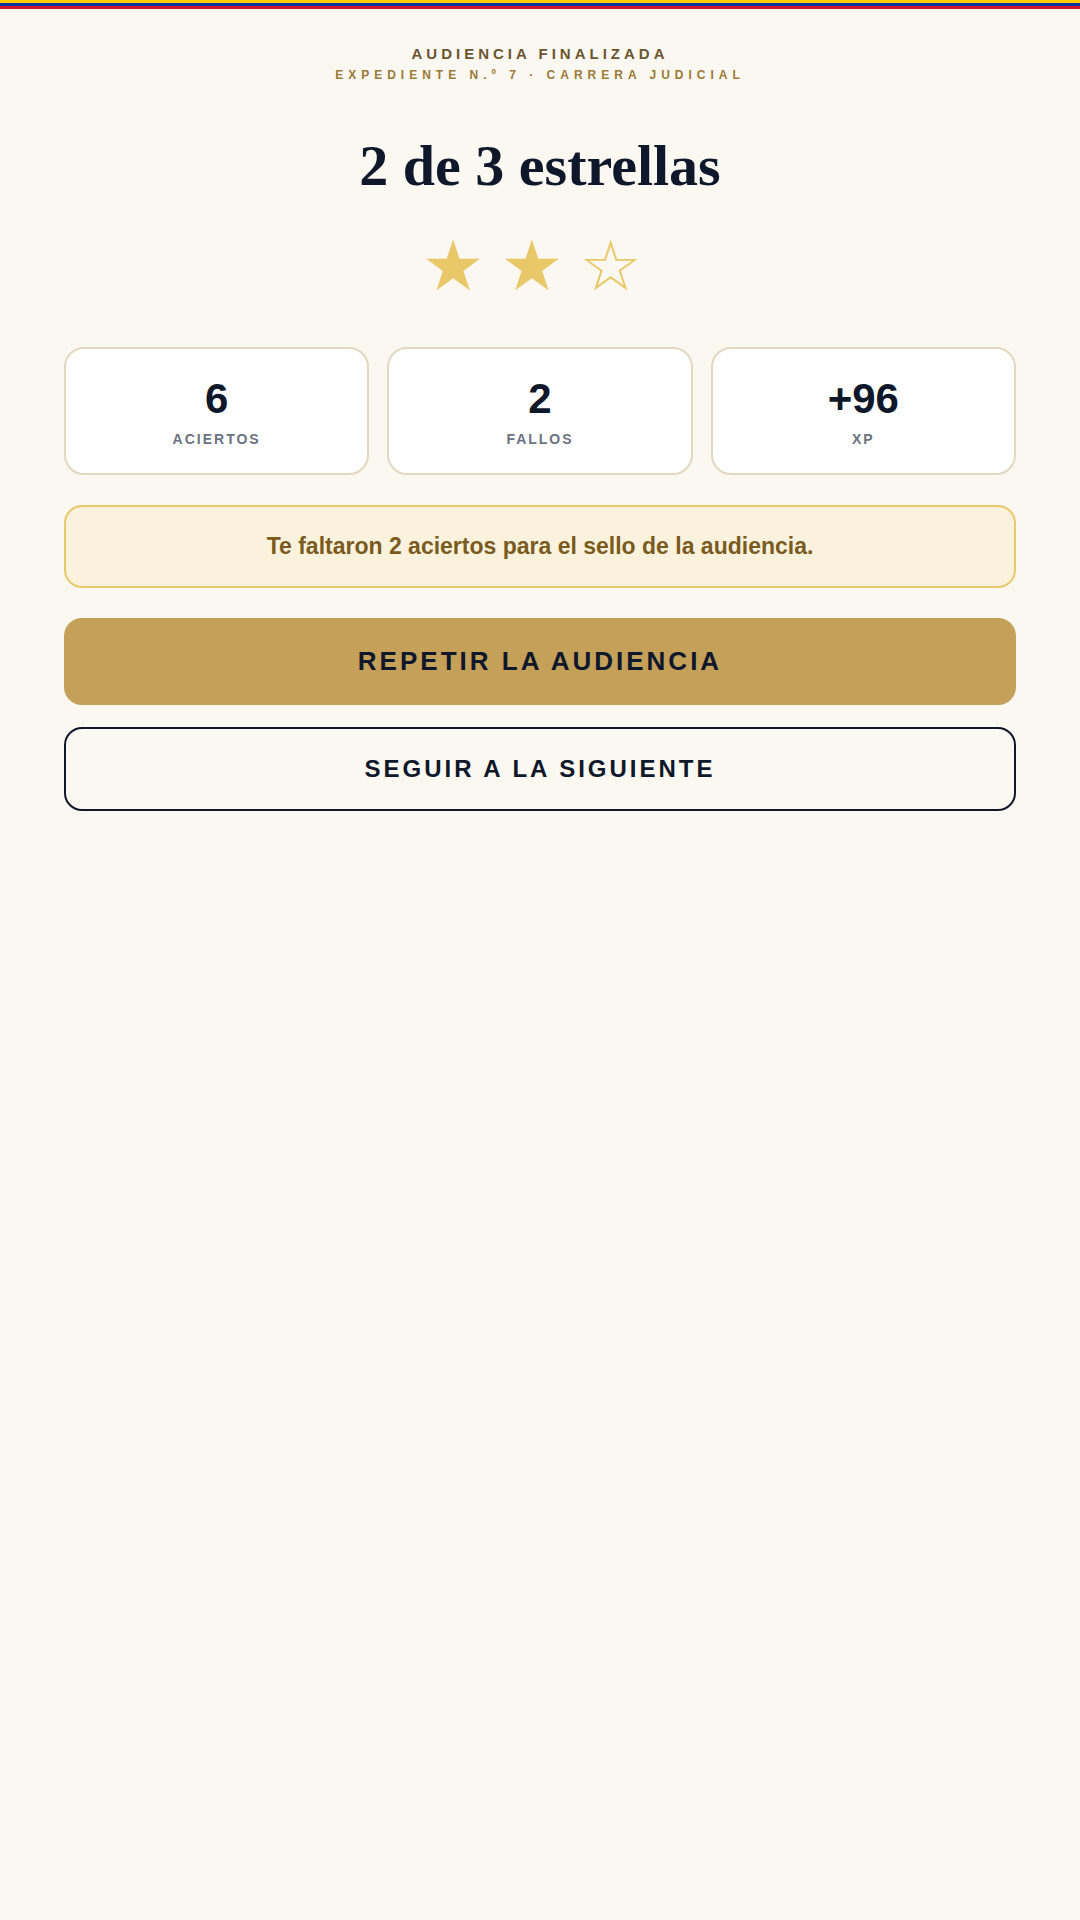 AUDIENCIA FINALIZADA
EXPEDIENTE N.º 7 · CARRERA JUDICIAL
2 de 3 estrellas
6
ACIERTOS
2
FALLOS
+96
XP
Te faltaron 2 aciertos para el sello de la audiencia.
REPETIR LA AUDIENCIA
SEGUIR A LA SIGUIENTE